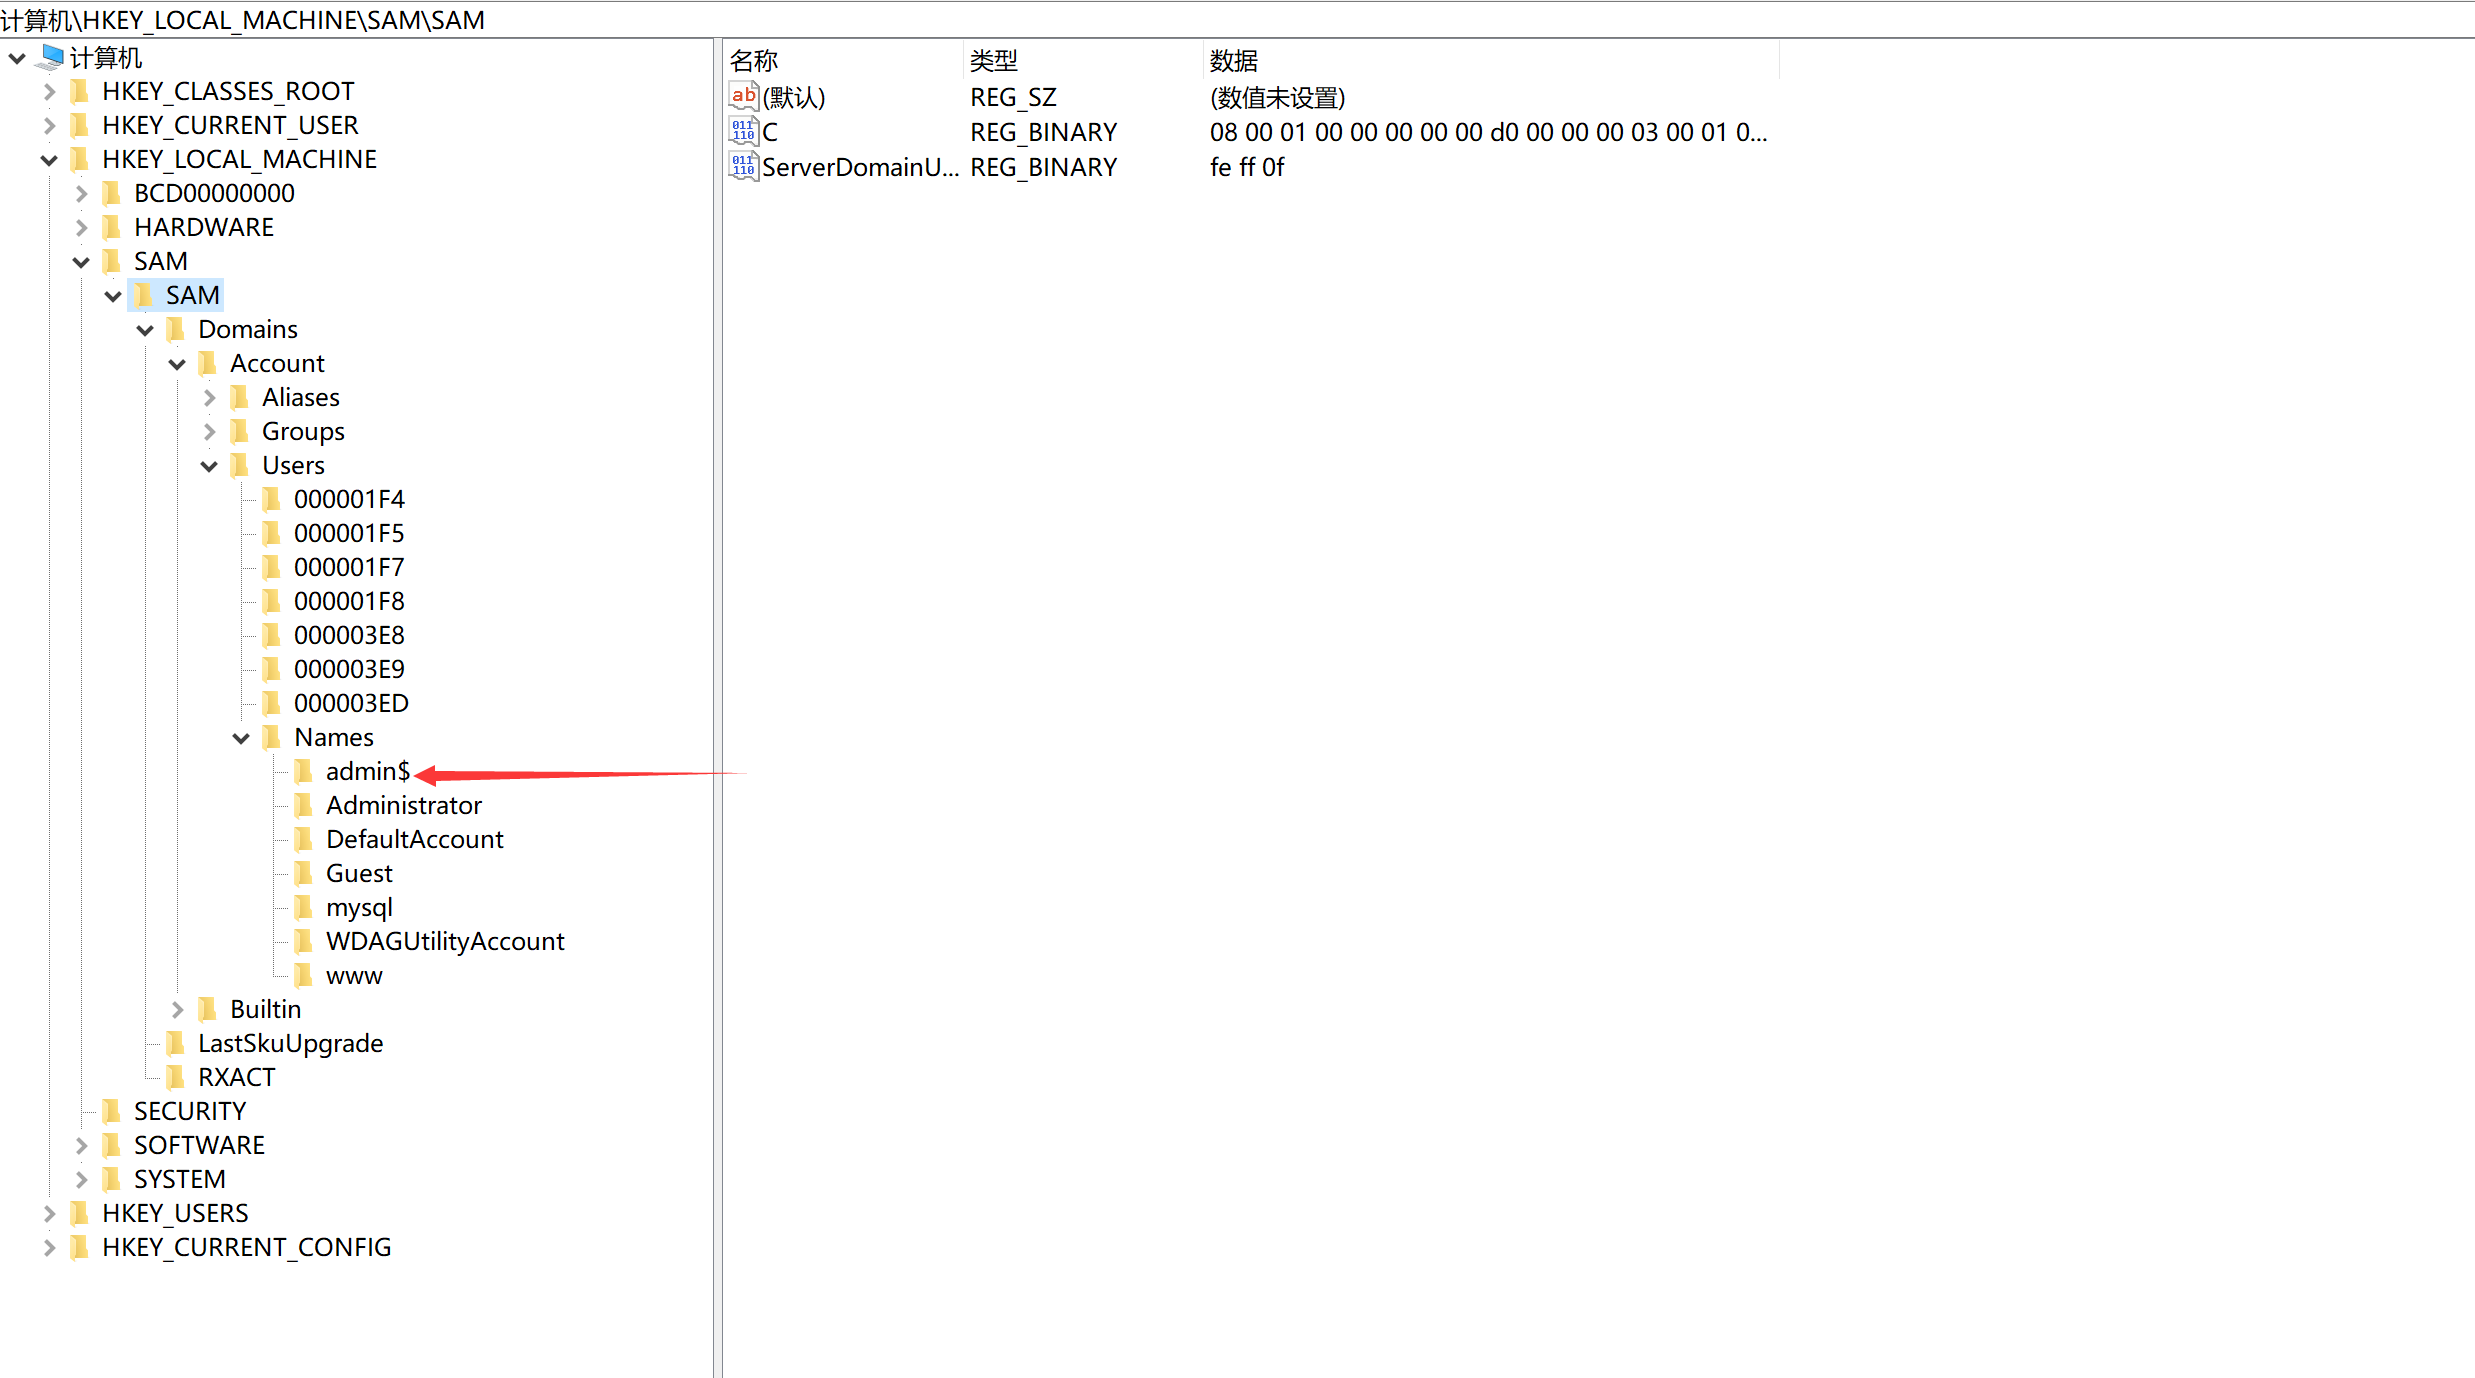 计算机\HKEY_LOCAL_MACHINE\SAM\SAM
计算机
HKEY_CLASSES_ROOT
HKEY_CURRENT_USER
HKEY_LOCAL_MACHINE
BCD00000000
HARDWARE
SAM
SAM
Domains
Account
Aliases
Groups
Users
000001F4
000001F5
000001F7
000001F8
000003E8
000003E9
000003ED
Names
admin$
Administrator
DefaultAccount
Guest
mysql
WDAGUtilityAccount
www
Builtin
LastSkuUpgrade
RXACT
SECURITY
SOFTWARE
SYSTEM
HKEY_USERS
HKEY_CURRENT_CONFIG
名称 类型 数据
(默认) REG_SZ (数值未设置)
C REG_BINARY 08 00 01 00 00 00 00 00 d0 00 00 00 03 00 01 0...
ServerDomainU... REG_BINARY fe ff 0f